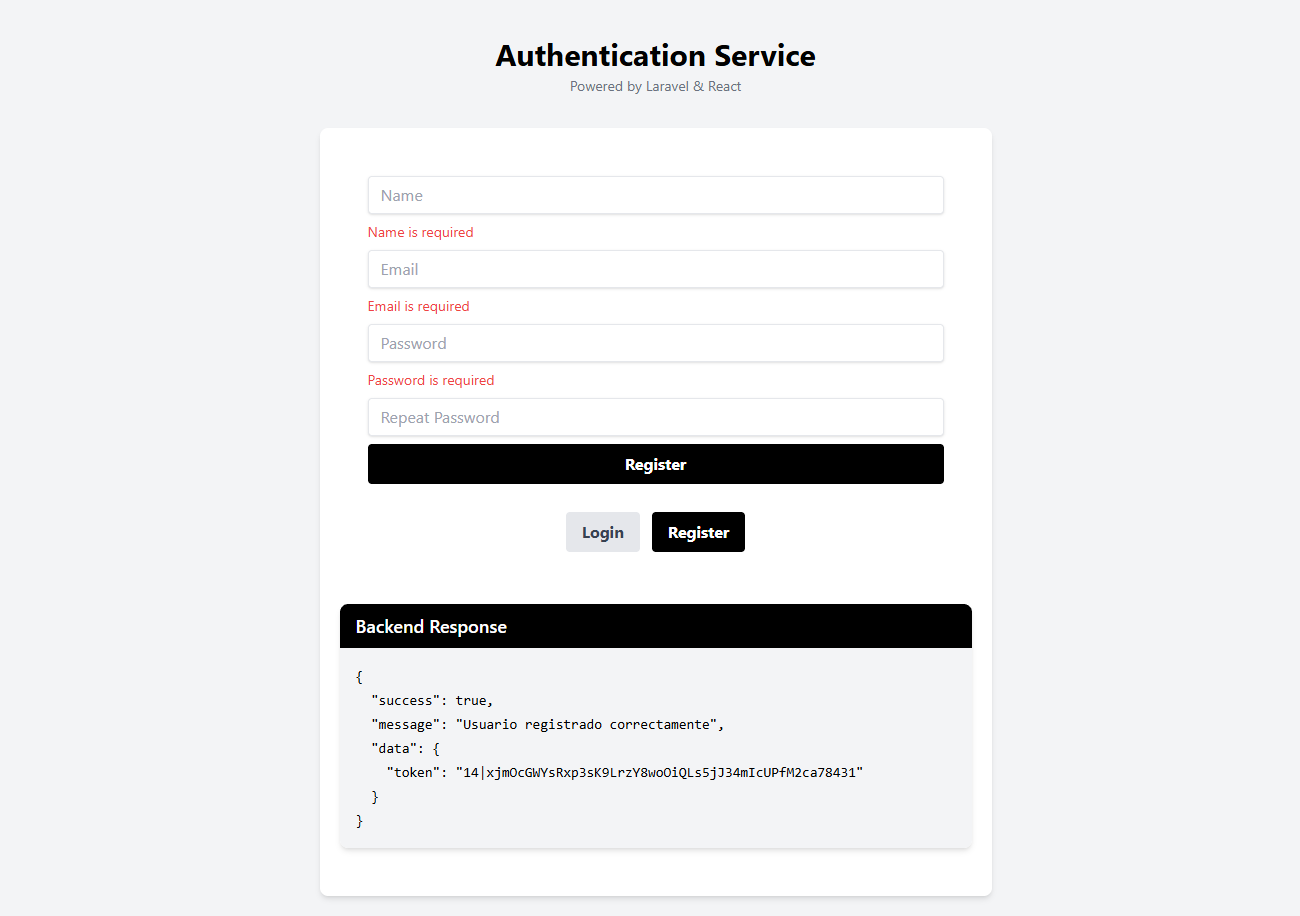 Authentication Service
Powered by Laravel & React
Name
Name is required
Email
Email is required
Password
Password is required
Repeat Password
Register
Login Register
Backend Response
{
"success": true,
"message": "Usuario registrado correctamente",
"data": {
"token": "14|xjmOcGWYsRxp3sK9LrzY8woOiQLs5jJ34mIcUPfM2ca78431"
}
}